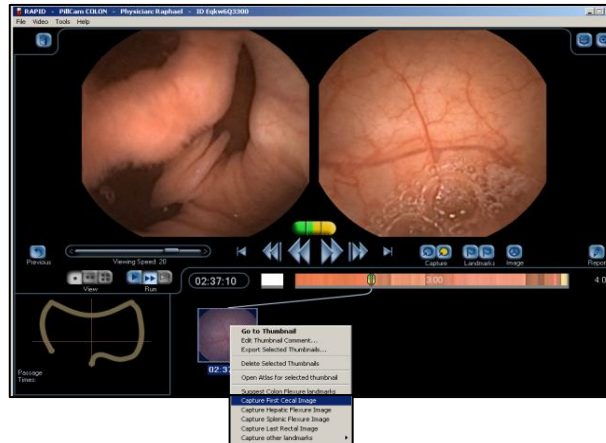 RAPID - PillCam COLON - Physician: Raphael - ID Eqkw6Q3300
File Video Tools Help
Previous
Viewing Speed 20
Capture
Landmarks
Image
Report
View
Run
02:37:10
3:00
4:0
Passage
Times:
02:37
Go to Thumbnail
Edit Thumbnail Comment...
Export Selected Thumbnails...
Delete Selected Thumbnails
Open Atlas for selected thumbnail
Suggest Colon Flexure landmarks
Capture First Cecal Image
Capture Hepatic Flexure Image
Capture Splenic Flexure Image
Capture Last Rectal Image
Capture other landmarks